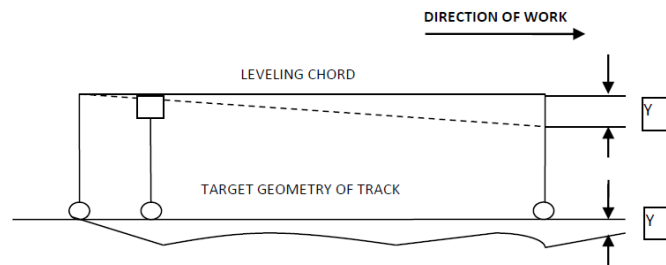 DIRECTION OF WORK
LEVELING CHORD
Y
TARGET GEOMETRY OF TRACK
Y